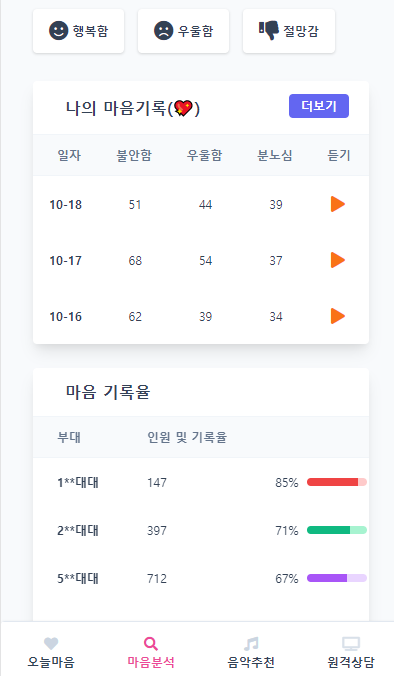 행복함 우울함 절망감
나의 마음기록(💖)
더보기
일자 불안함 우울함 분노심 듣기
10-18 51 44 39
10-17 68 54 37
10-16 62 39 34
마음 기록율
부대 인원 및 기록율
1**대대 147 85%
2**대대 397 71%
5**대대 712 67%
오늘마음 마음분석 음악추천 원격상담